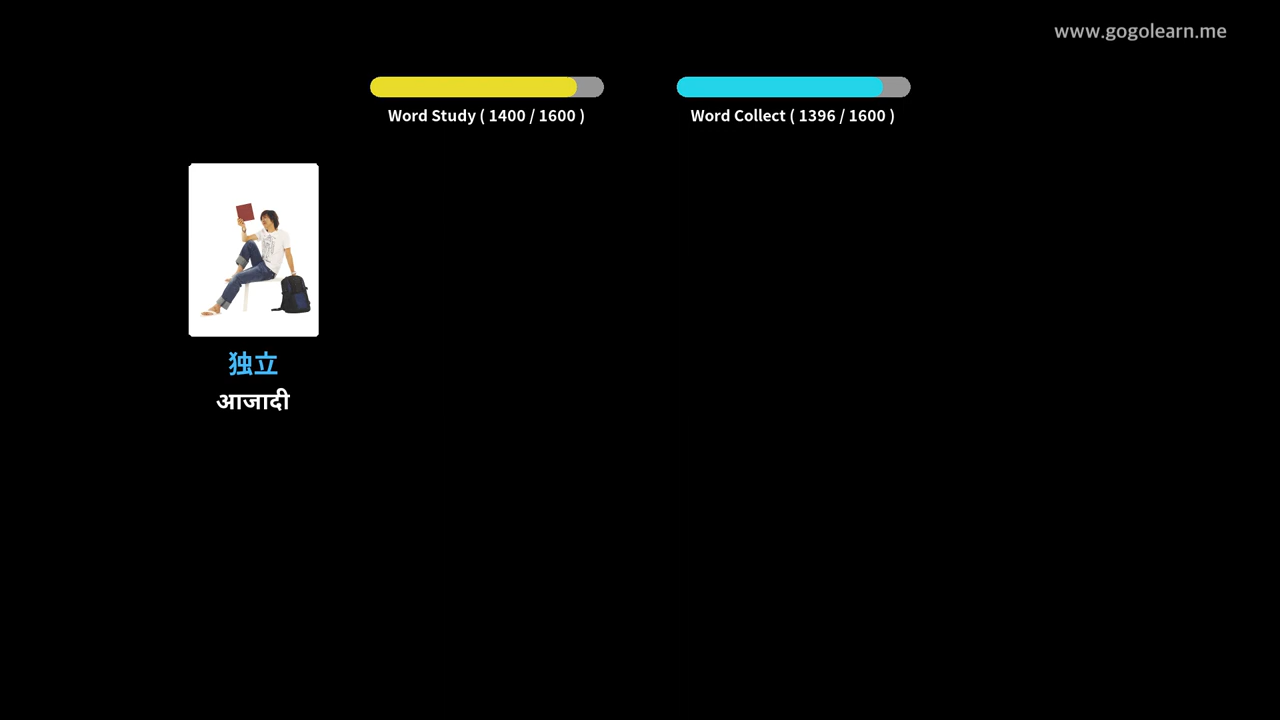 www.gogolearn.me
Word Study ( 1400 / 1600 )
Word Collect ( 1396 / 1600 )
独立
आजादी